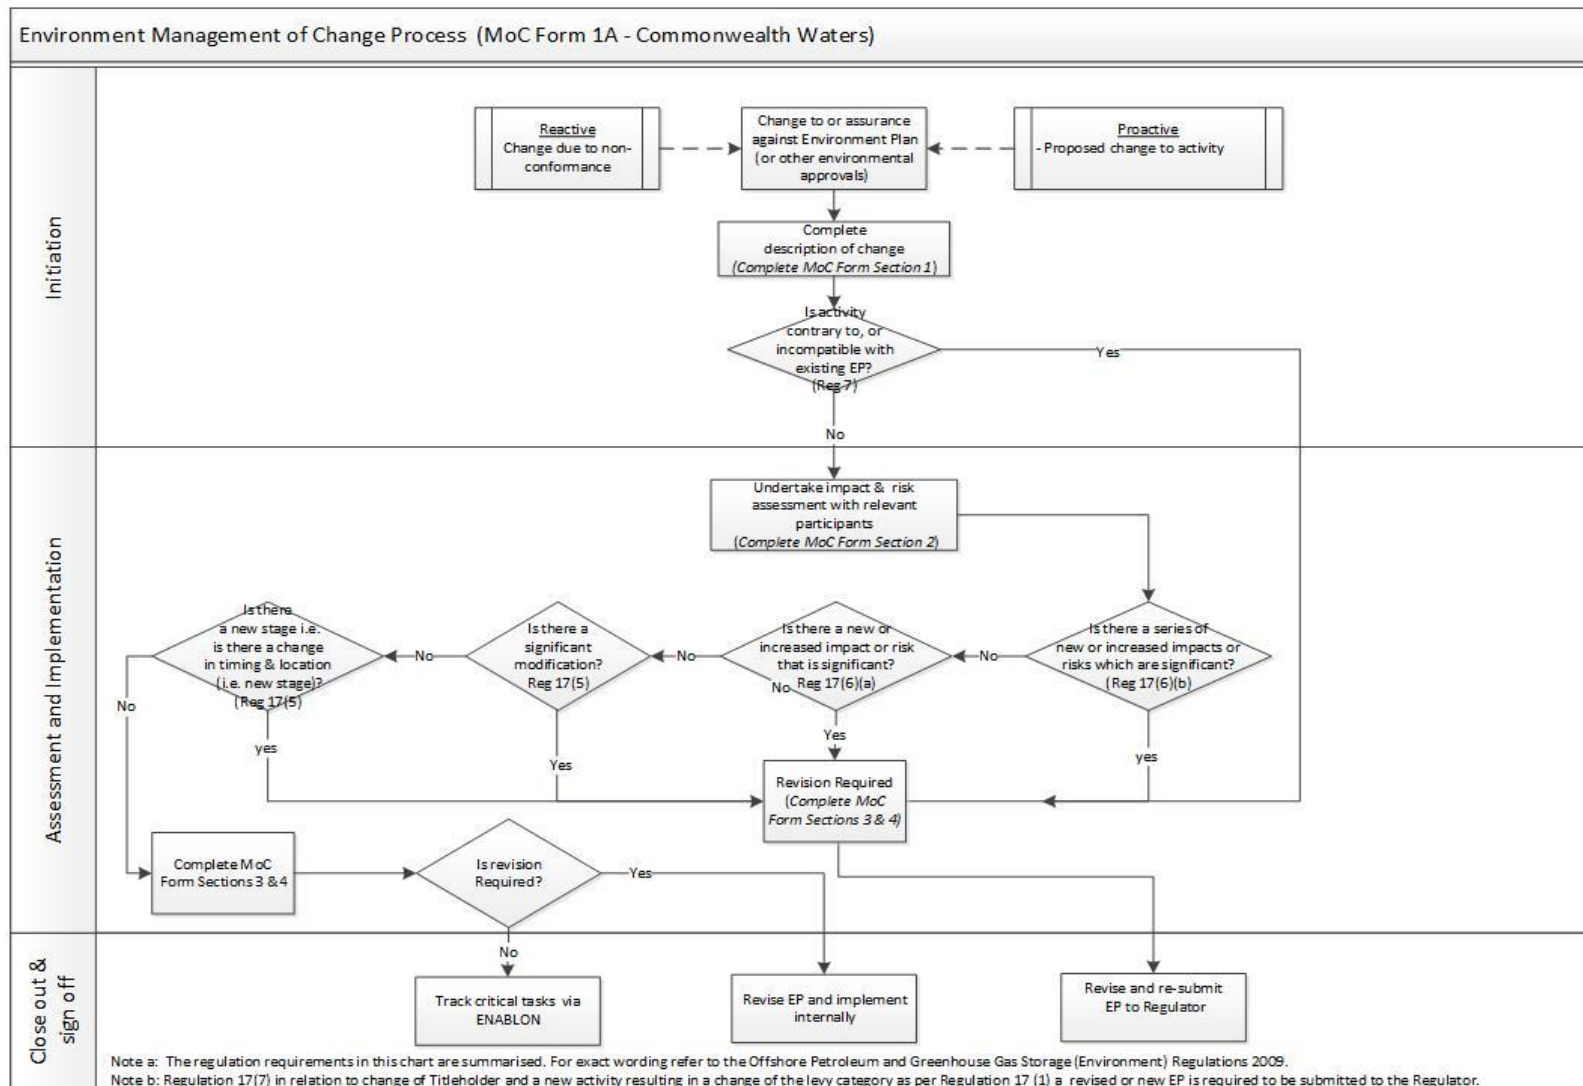 Environment Management of Change Process (MoC Form 1A - Commonwealth Waters)
Initiation
Reactive
Change due to non-
conformance
Change to or assurance
against Environment Plan
(or other environmental
approvals)
Proactive
- Proposed change to activity
Complete
description of change
(Complete MoC Form Section 1)
Is activity
contrary to, or
incompatible with
existing EP?
(Reg 7)
Yes
No
Assessment and Implementation
Undertake impact & risk
assessment with relevant
participants
(Complete MoC Form Section 2)
Is there
a new stage i.e.
is there a change
in timing & location
(i.e. new stage)?
(Reg 17(5)
No
Is there a
significant
modification?
Reg 17(5)
No
Is there a new or
increased impact or risk
that is significant?
No Reg 17(6)(a)
No
Is there a series of
new or increased impacts or
risks which are significant?
(Reg 17(6)(b)
No
yes
Yes
Yes
yes
Revision Required
(Complete MoC
Form Sections 3 & 4)
Complete MoC
Form Sections 3 & 4
Is revision
Required?
Yes
No
Close out &
sign off
Track critical tasks via
ENABLON
Revise EP and implement
internally
Revise and re-submit
EP to Regulator
Note a: The regulation requirements in this chart are summarised. For exact wording refer to the Offshore Petroleum and Greenhouse Gas Storage (Environment) Regulations 2009.
Note b: Regulation 17(7) in relation to change of Titleholder and a new activity resulting in a change of the levy category as per Regulation 17 (1) a revised or new EP is required to be submitted to the Regulator.